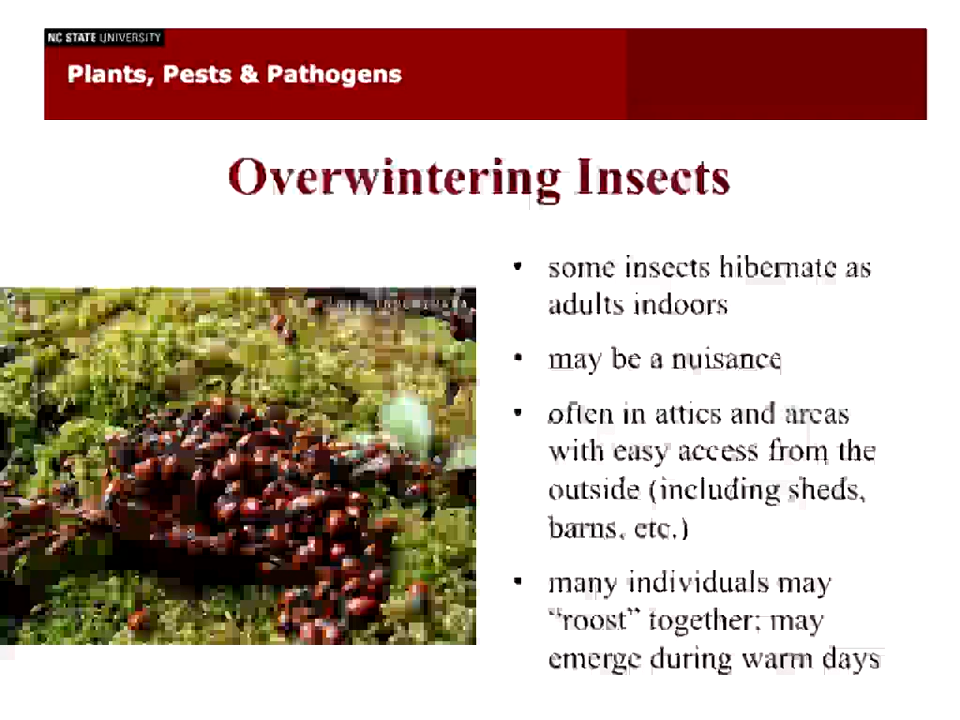 NC STATE UNIVERSITY
Plants, Pests & Pathogens
Overwintering Insects
• some insects hibernate as
adults indoors
• may be a nuisance
• often in attics and areas
with easy access from the
outside (including sheds,
barns, etc.)
• many individuals may
“roost” together; may
emerge during warm days